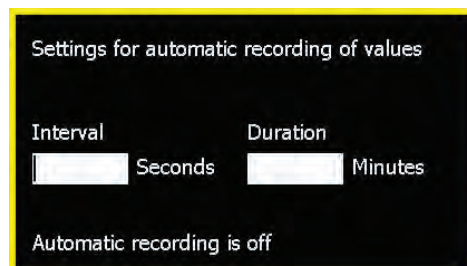 Settings for automatic recording of values
Interval Duration
Seconds Minutes
Automatic recording is off